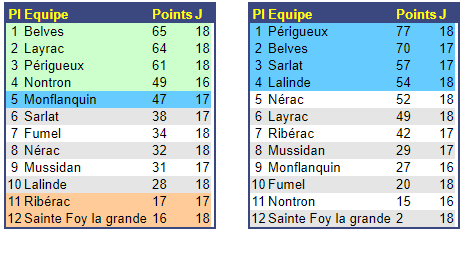 Pl Equipe Points J
1 Belves 65 18
2 Layrac 64 18
3 Périgueux 61 18
4 Nontron 49 16
5 Monflanquin 47 17
6 Sarlat 38 17
7 Fumel 34 18
8 Nérac 32 18
9 Mussidan 31 17
10 Lalinde 28 18
11 Ribérac 17 17
12 Sainte Foy la grande 16 18
Pl Equipe Points J
1 Périgueux 77 18
2 Belves 70 17
3 Sarlat 57 17
4 Lalinde 54 18
5 Nérac 52 18
6 Layrac 49 18
7 Ribérac 42 17
8 Mussidan 29 17
9 Monflanquin 27 16
10 Fumel 20 18
11 Nontron 15 16
12 Sainte Foy la grande 2 18